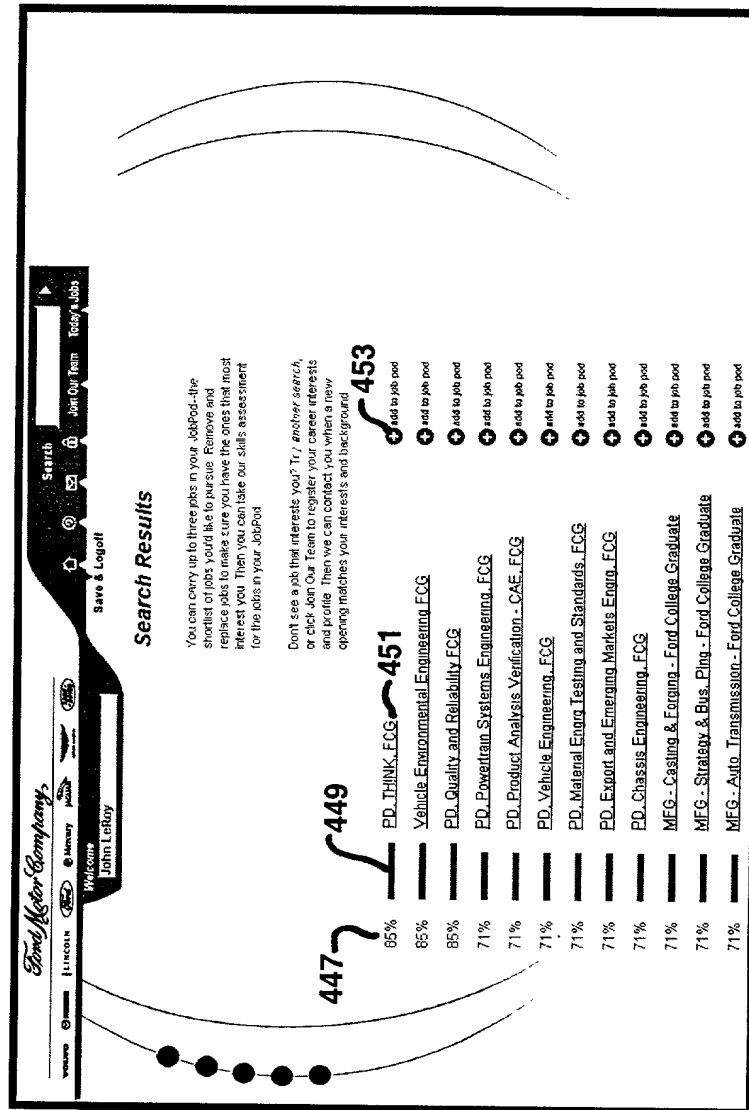 Ford Motor Company,
VOLVO LINCOLN Ford Mercury JAGUAR Ford
Welcome
John LeRoy
Search
Join Our Team Today's Jobs
Save & Logoff
Search Results
You can carry up to three jobs in your JobPod--the
shortlist of jobs you'd like to pursue Remove and
replace jobs to make sure you have the ones that most
interest you Then you can take our skills assessment
for the jobs in your JobPod
Don't see a job that interests you? Try another search,
or click Join Our Team to register your career interests
and profile Then we can contact you when a new
opening matches your interests and background
447 449 451 453
85% PD, THINK, FCG add to job pod
85% Vehicle Environmental Engineering FCG add to job pod
85% PD, Quality and Reliability FCG add to job pod
71% PD, Powertrain Systems Engineering, FCG add to job pod
71% PD, Product Analysis Verification - CAE, FCG add to job pod
71% PD, Vehicle Engineering, FCG add to job pod
71% PD, Material Engrg Testing and Standards, FCG add to job pod
71% PD, Export and Emerging Markets Engrg, FCG add to job pod
71% PD, Chassis Engineering, FCG add to job pod
71% MFG - Casting & Forging - Ford College Graduate add to job pod
71% MFG - Strategy & Bus. Plng - Ford College Graduate add to job pod
71% MFG - Auto Transmission - Ford College Graduate add to job pod